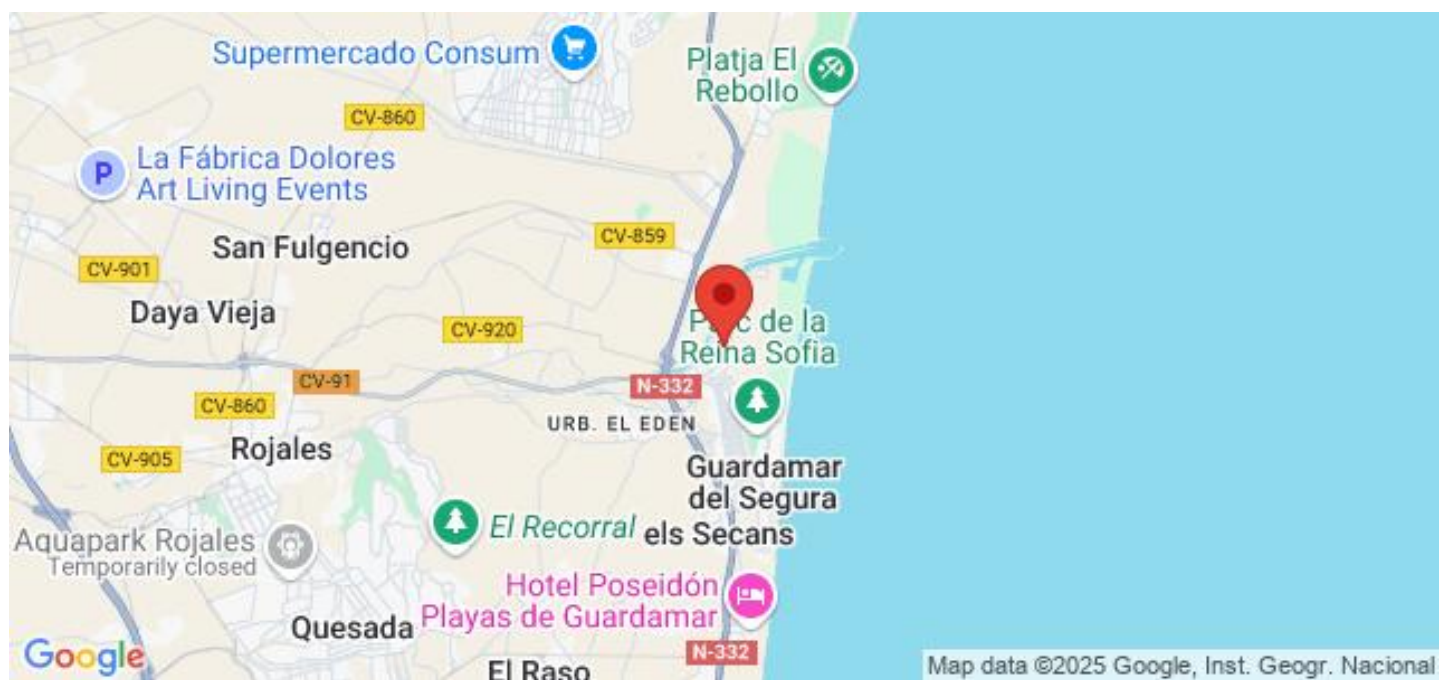 Supermercado Consum
Platja El
Rebollo
CV-860
La Fábrica Dolores
Art Living Events
P
San Fulgencio
CV-859
CV-901
Daya Vieja
CV-920
Parc de la
Reina Sofia
CV-91
N-332
CV-860
URB. EL EDEN
Rojales
CV-905
Guardamar
del Segura
El Recorral
els Secans
Aquapark Rojales
Temporarily closed
Hotel Poseidón
Playas de Guardamar
Quesada
N-332
El Raso
Google
Map data ©2025 Google, Inst. Geogr. Nacional